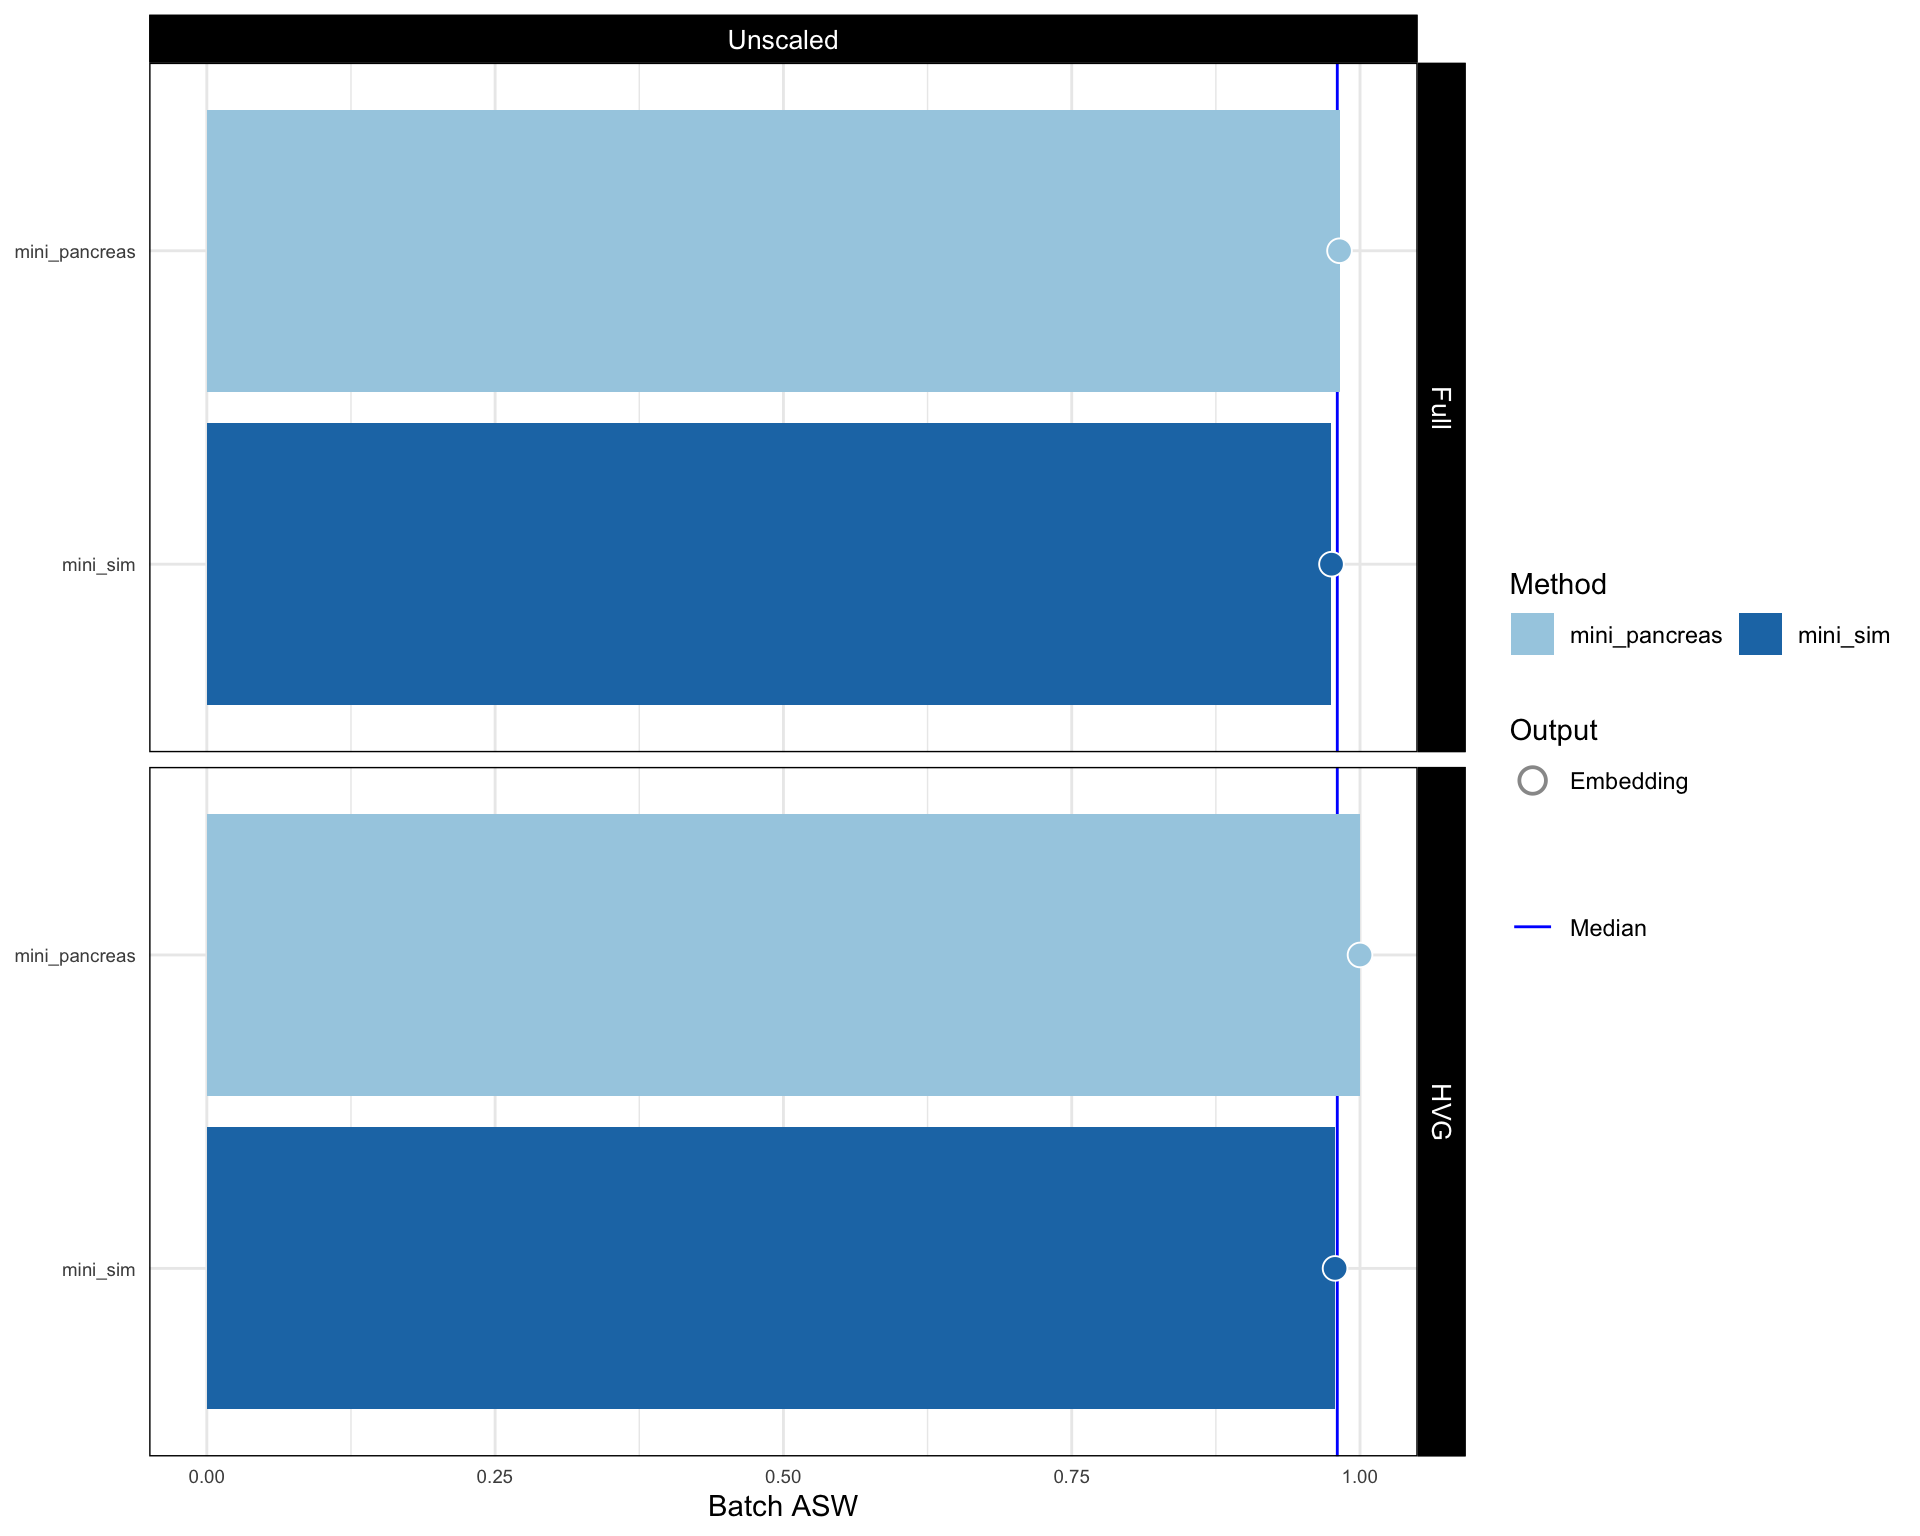 Unscaled
mini_pancreas
mini_sim
Full
mini_pancreas
mini_sim
HVG
0.00 0.25 0.50 0.75 1.00
Batch ASW
Method
mini_pancreas mini_sim
Output
Embedding
Median